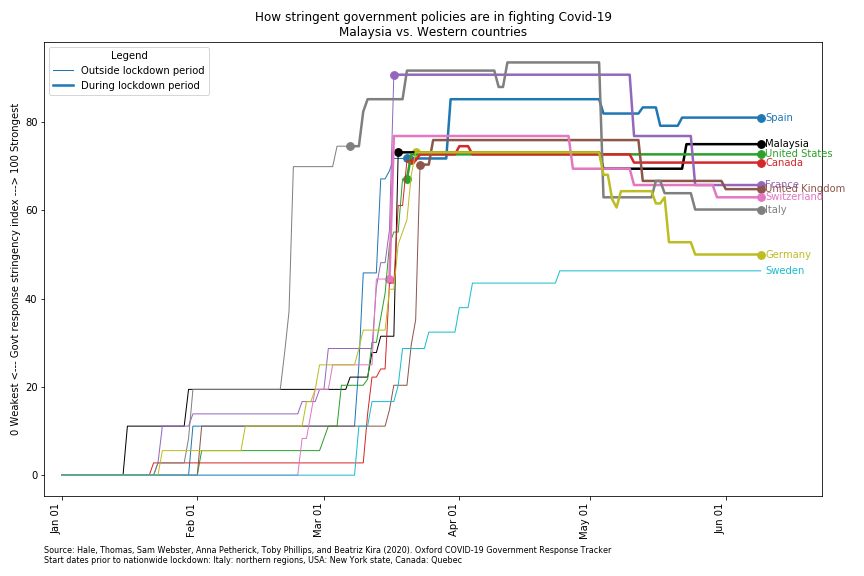 How stringent government policies are in fighting Covid-19
Malaysia vs. Western countries
Legend
Outside lockdown period
During lockdown period
0 Weakest <--- Govt response stringency index ---> 100 Strongest
80
60
40
20
0
Spain
Malaysia
United States
Canada
France
United Kingdom
Switzerland
Italy
Germany
Sweden
Jan 01
Feb 01
Mar 01
Apr 01
May 01
Jun 01
Source: Hale, Thomas, Sam Webster, Anna Petherick, Toby Phillips, and Beatriz Kira (2020). Oxford COVID-19 Government Response Tracker
Start dates prior to nationwide lockdown: Italy: northern regions, USA: New York state, Canada: Quebec